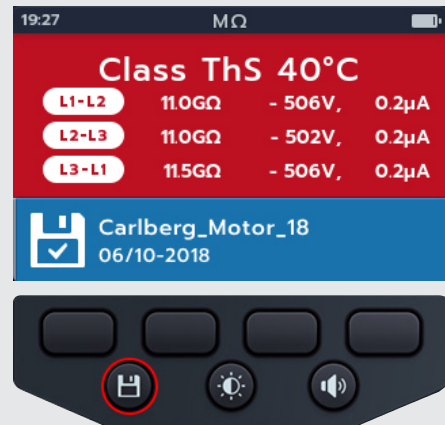 19:27 MΩ
Class ThS 40°C
L1-L2 11.0GΩ - 506V, 0.2µA
L2-L3 11.0GΩ - 502V, 0.2µA
L3-L1 11.5GΩ - 506V, 0.2µA
Carlberg_Motor_18
06/10-2018